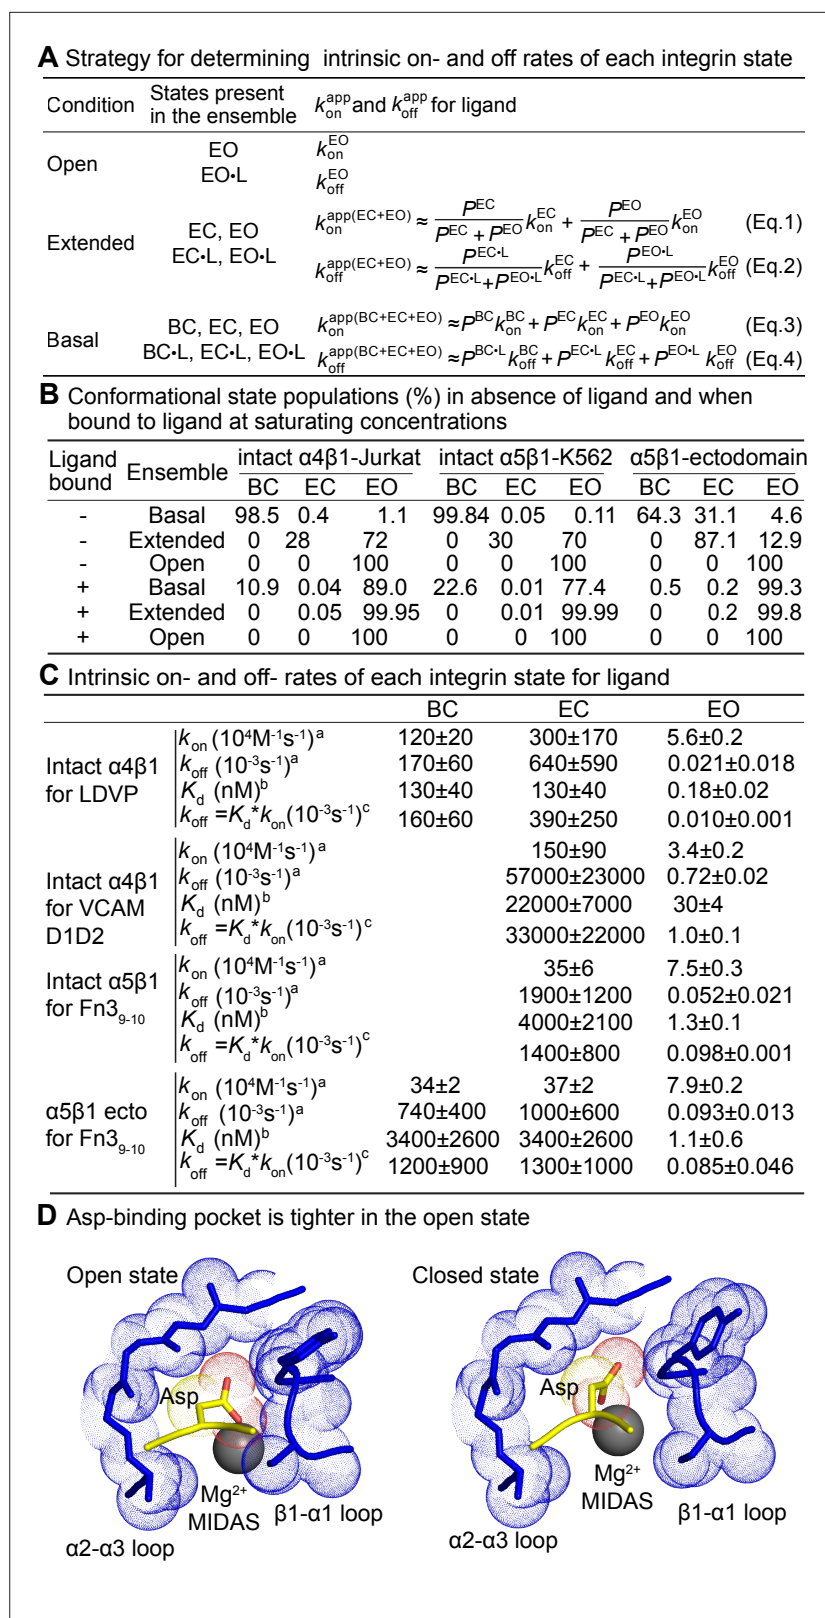 A Strategy for determining intrinsic on- and off rates of each integrin state
Condition States present in the ensemble k_on^app and k_off^app for ligand
Open EO k_on^EO
EO•L k_off^EO
Extended EC, EO k_on^app(EC+EO) ≈ P^EC/(P^EC + P^EO) k_on^EC + P^EO/(P^EC + P^EO) k_on^EO (Eq.1)
EC•L, EO•L k_off^app(EC+EO) ≈ P^EC•L/(P^EC•L+P^EO•L) k_off^EC + P^EO•L/(P^EC•L+P^EO•L) k_off^EO (Eq.2)
Basal BC, EC, EO k_on^app(BC+EC+EO) ≈P^BC k_on^BC + P^EC k_on^EC + P^EO k_on^EO (Eq.3)
BC•L, EC•L, EO•L k_off^app(BC+EC+EO) ≈P^BC•L k_off^BC + P^EC•L k_off^EC + P^EO•L k_off^EO (Eq.4)
B Conformational state populations (%) in absence of ligand and when
bound to ligand at saturating concentrations
Ligand bound Ensemble intact α4β1-Jurkat intact α5β1-K562 α5β1-ectodomain
BC EC EO BC EC EO BC EC EO
- Basal 98.5 0.4 1.1 99.84 0.05 0.11 64.3 31.1 4.6
- Extended 0 28 72 0 30 70 0 87.1 12.9
- Open 0 0 100 0 0 100 0 0 100
+ Basal 10.9 0.04 89.0 22.6 0.01 77.4 0.5 0.2 99.3
+ Extended 0 0.05 99.95 0 0.01 99.99 0 0.2 99.8
+ Open 0 0 100 0 0 100 0 0 100
C Intrinsic on- and off- rates of each integrin state for ligand
BC EC EO
Intact α4β1 for LDVP
k_on (10⁴M⁻¹s⁻¹)ᵃ 120±20 300±170 5.6±0.2
k_off (10⁻³s⁻¹)ᵃ 170±60 640±590 0.021±0.018
K_d (nM)ᵇ 130±40 130±40 0.18±0.02
k_off =K_d*k_on(10⁻³s⁻¹)ᶜ 160±60 390±250 0.010±0.001
Intact α4β1 for VCAM D1D2
k_on (10⁴M⁻¹s⁻¹)ᵃ 150±90 3.4±0.2
k_off (10⁻³s⁻¹)ᵃ 57000±23000 0.72±0.02
K_d (nM)ᵇ 22000±7000 30±4
k_off =K_d*k_on(10⁻³s⁻¹)ᶜ 33000±22000 1.0±0.1
Intact α5β1 for Fn3₉₋₁₀
k_on (10⁴M⁻¹s⁻¹)ᵃ 35±6 7.5±0.3
k_off (10⁻³s⁻¹)ᵃ 1900±1200 0.052±0.021
K_d (nM)ᵇ 4000±2100 1.3±0.1
k_off =K_d*k_on(10⁻³s⁻¹)ᶜ 1400±800 0.098±0.001
α5β1 ecto for Fn3₉₋₁₀
k_on (10⁴M⁻¹s⁻¹)ᵃ 34±2 37±2 7.9±0.2
k_off (10⁻³s⁻¹)ᵃ 740±400 1000±600 0.093±0.013
K_d (nM)ᵇ 3400±2600 3400±2600 1.1±0.6
k_off =K_d*k_on(10⁻³s⁻¹)ᶜ 1200±900 1300±1000 0.085±0.046
D Asp-binding pocket is tighter in the open state
Open state
Asp
Mg²⁺
MIDAS
β1-α1 loop
α2-α3 loop
Closed state
Asp
Mg²⁺
MIDAS
β1-α1 loop
α2-α3 loop